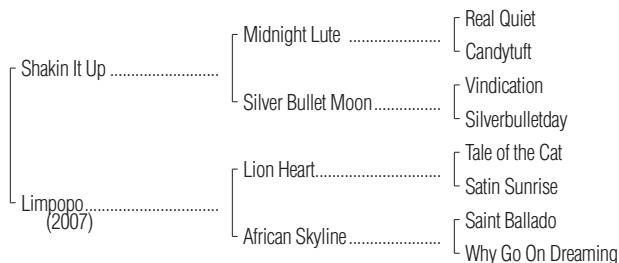 Real Quiet
Midnight Lute ....................
Candytuft
Shakin It Up ........................
Vindication
Silver Bullet Moon ...............
Silverbulletday
Tale of the Cat
Lion Heart ............................
Satin Sunrise
Limpopo ..............................
(2007)
Saint Ballado
African Skyline .....................
Why Go On Dreaming